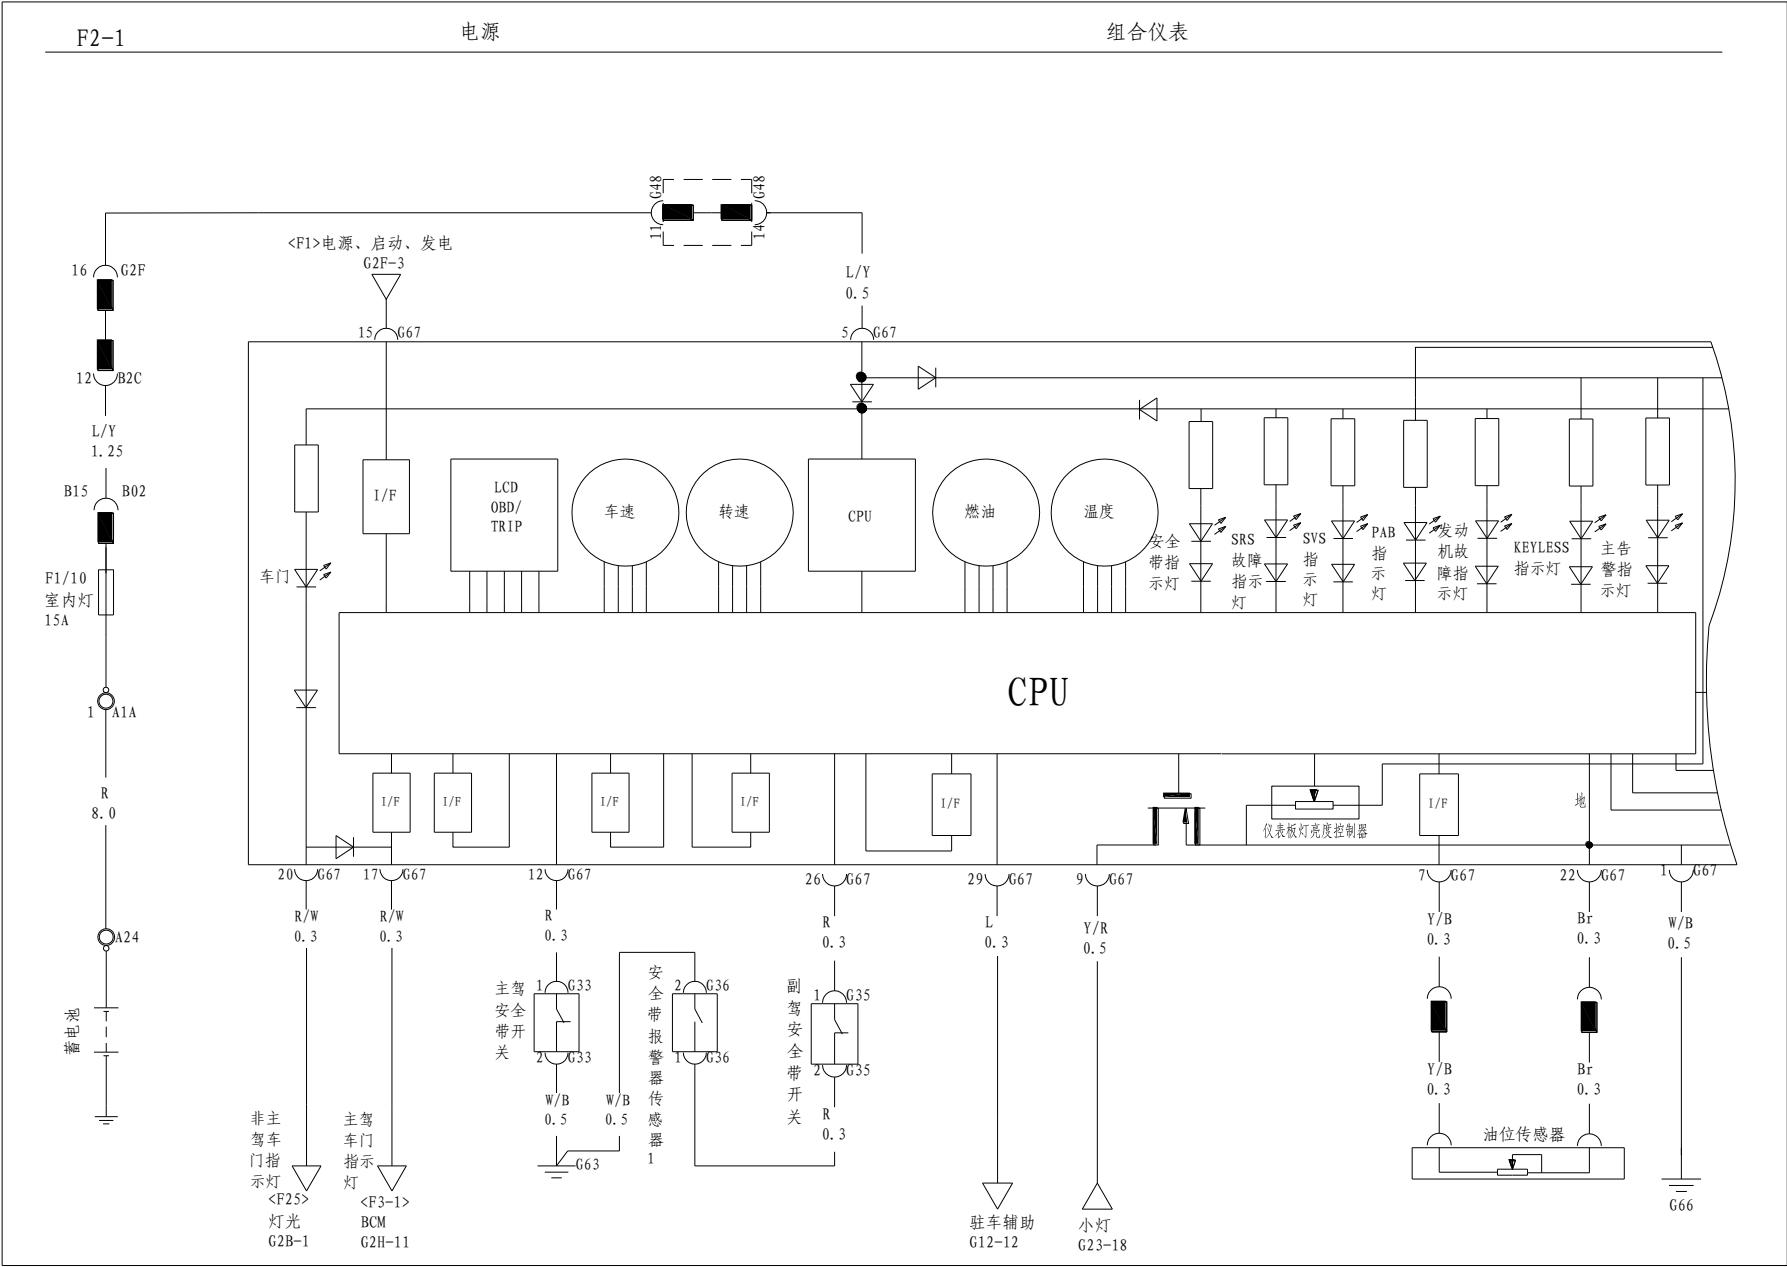 F2-1
电源
组合仪表
G48
G48
11
14
<F1>电源、启动、发电
G2F-3
16
G2F
L/Y
0.5
15
G67
5
G67
12
B2C
L/Y
1.25
B15
B02
F1/10
室内灯
15A
1
A1A
R
8.0
A24
蓄电池
车门
I/F
LCD
OBD/
TRIP
车速
转速
CPU
燃油
温度
安全
带指
示灯
SRS
故障
指示
灯
SVS
指
示
灯
PAB
指
示
灯
发动
机故
障指
示灯
KEYLESS
指示灯
主告
警指
示灯
CPU
I/F
I/F
I/F
I/F
I/F
仪表板灯亮度控制器
I/F
地
20
G67
17
G67
12
G67
26
G67
29
G67
9
G67
7
G67
22
G67
1
G67
R/W
0.3
R/W
0.3
R
0.3
R
0.3
L
0.3
Y/R
0.5
Y/B
0.3
Br
0.3
W/B
0.5
主驾
安全
带开
关
1
G33
2
G33
安
全
带
报
警
器
传
感
器
1
2
G36
1
G36
副
驾
安
全
带
开
关
1
G35
2
G35
W/B
0.5
W/B
0.5
R
0.3
G63
Y/B
0.3
Br
0.3
油位传感器
G66
非主
驾车
门指
示灯
<F25>
灯光
G2B-1
主驾
车门
指示
灯
<F3-1>
BCM
G2H-11
驻车辅助
G12-12
小灯
G23-18